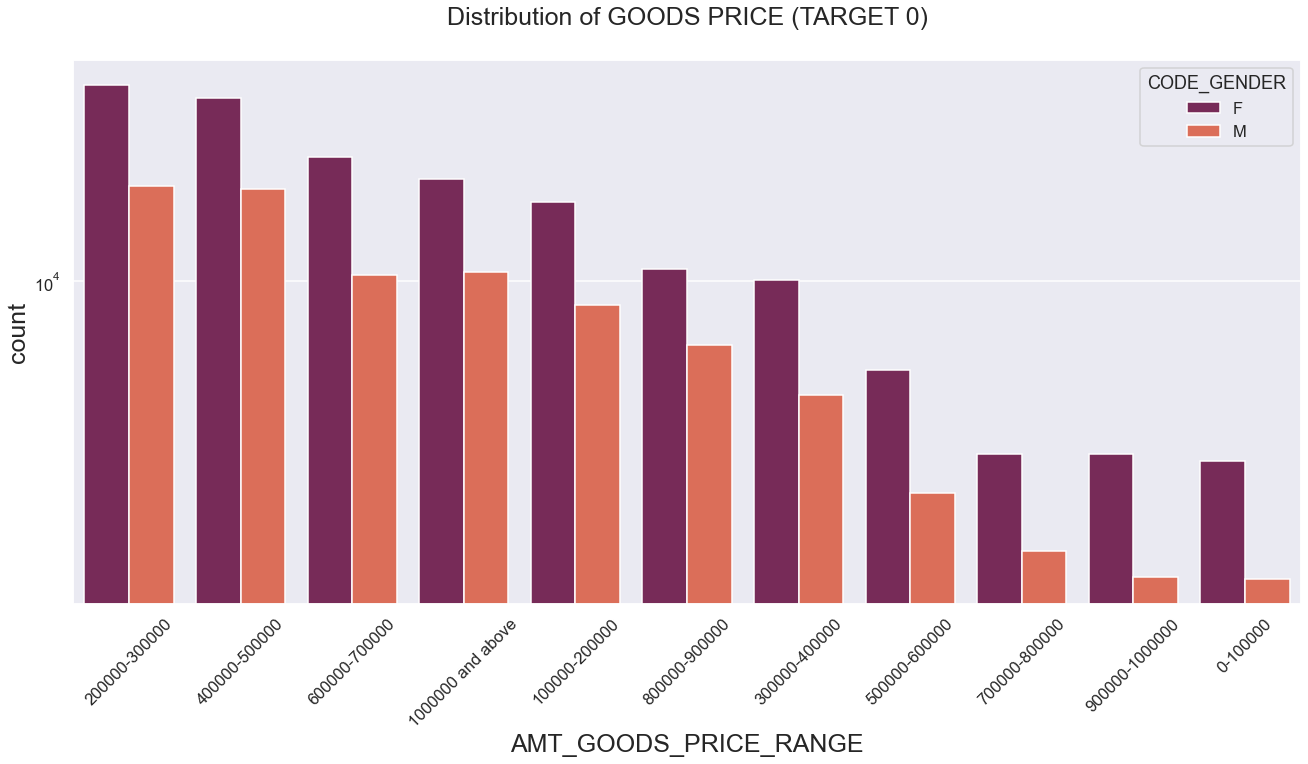 Distribution of GOODS PRICE (TARGET 0)
CODE_GENDER
F
M
10^4
count
200000-300000
400000-500000
600000-700000
1000000 and above
100000-200000
800000-900000
300000-400000
500000-600000
700000-800000
900000-1000000
0-100000
AMT_GOODS_PRICE_RANGE